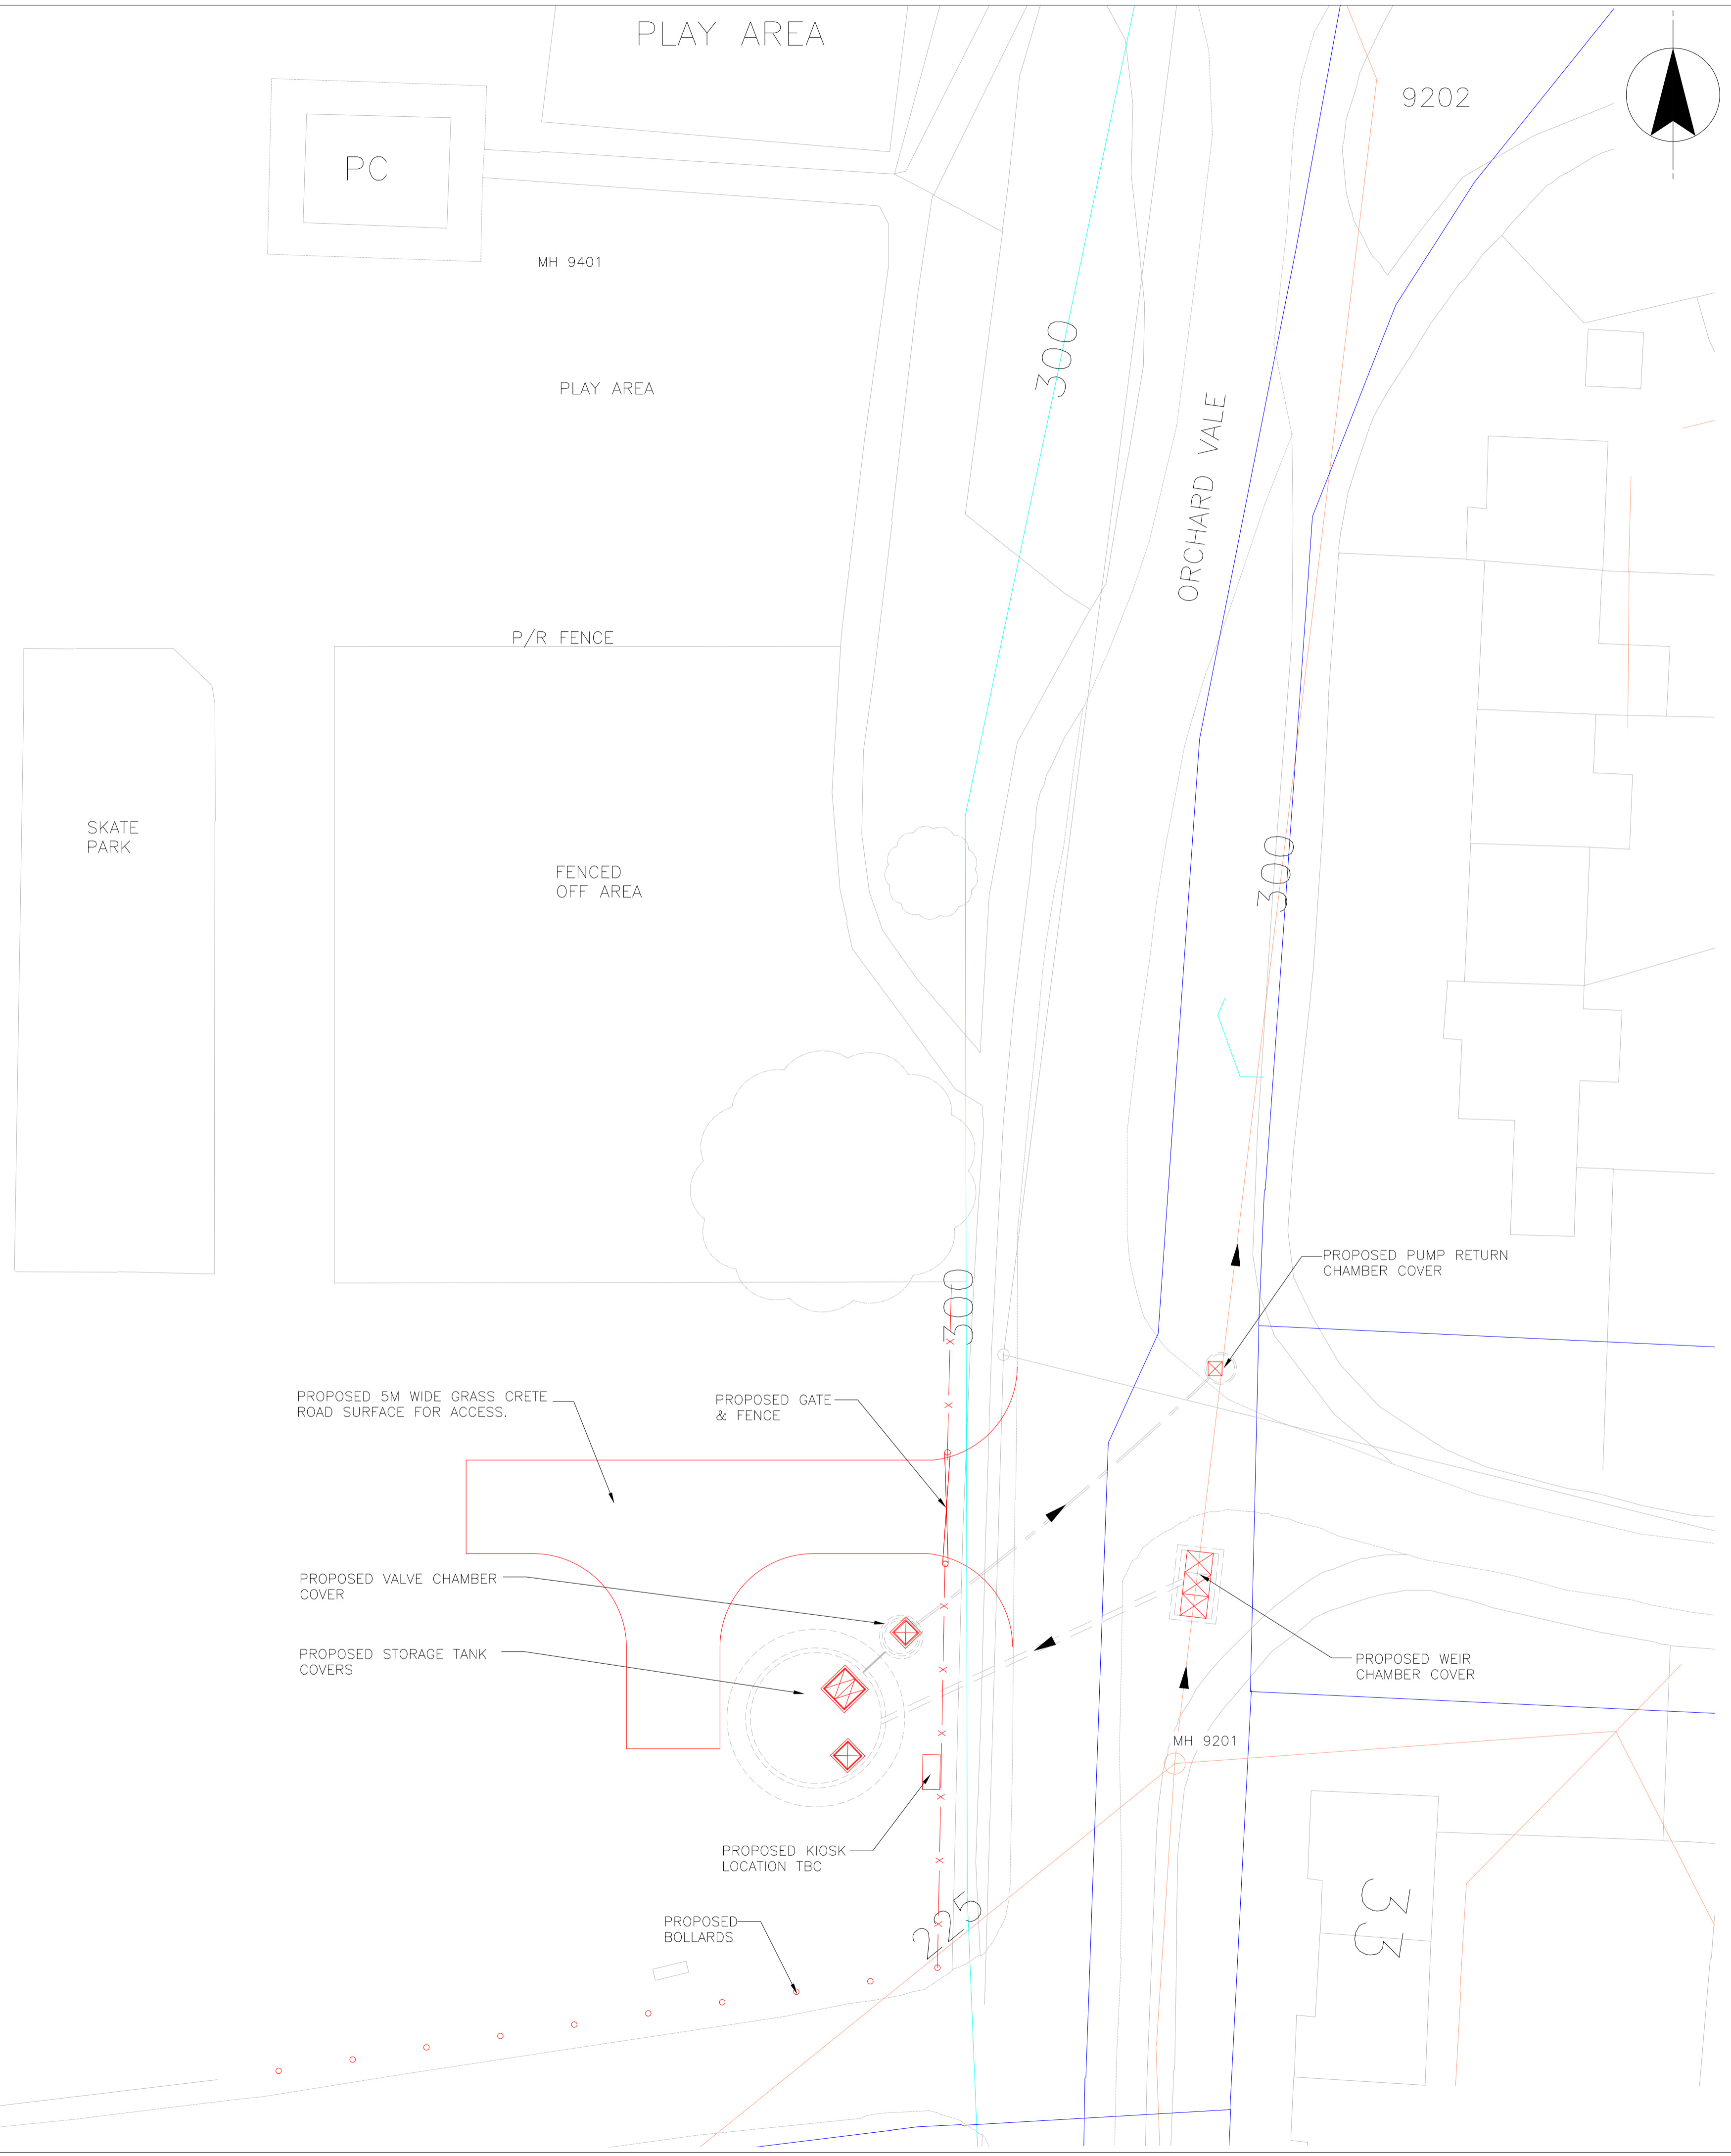 PLAY AREA
9202
PC
MH 9401
300
PLAY AREA
ORCHARD VALE
P/R FENCE
SKATE
PARK
300
FENCED
OFF AREA
PROPOSED PUMP RETURN
CHAMBER COVER
300
PROPOSED 5M WIDE GRASS CRETE
ROAD SURFACE FOR ACCESS.
PROPOSED GATE
& FENCE
PROPOSED VALVE CHAMBER
COVER
PROPOSED STORAGE TANK
COVERS
PROPOSED WEIR
CHAMBER COVER
MH 9201
PROPOSED KIOSK
LOCATION TBC
33
225
PROPOSED
BOLLARDS